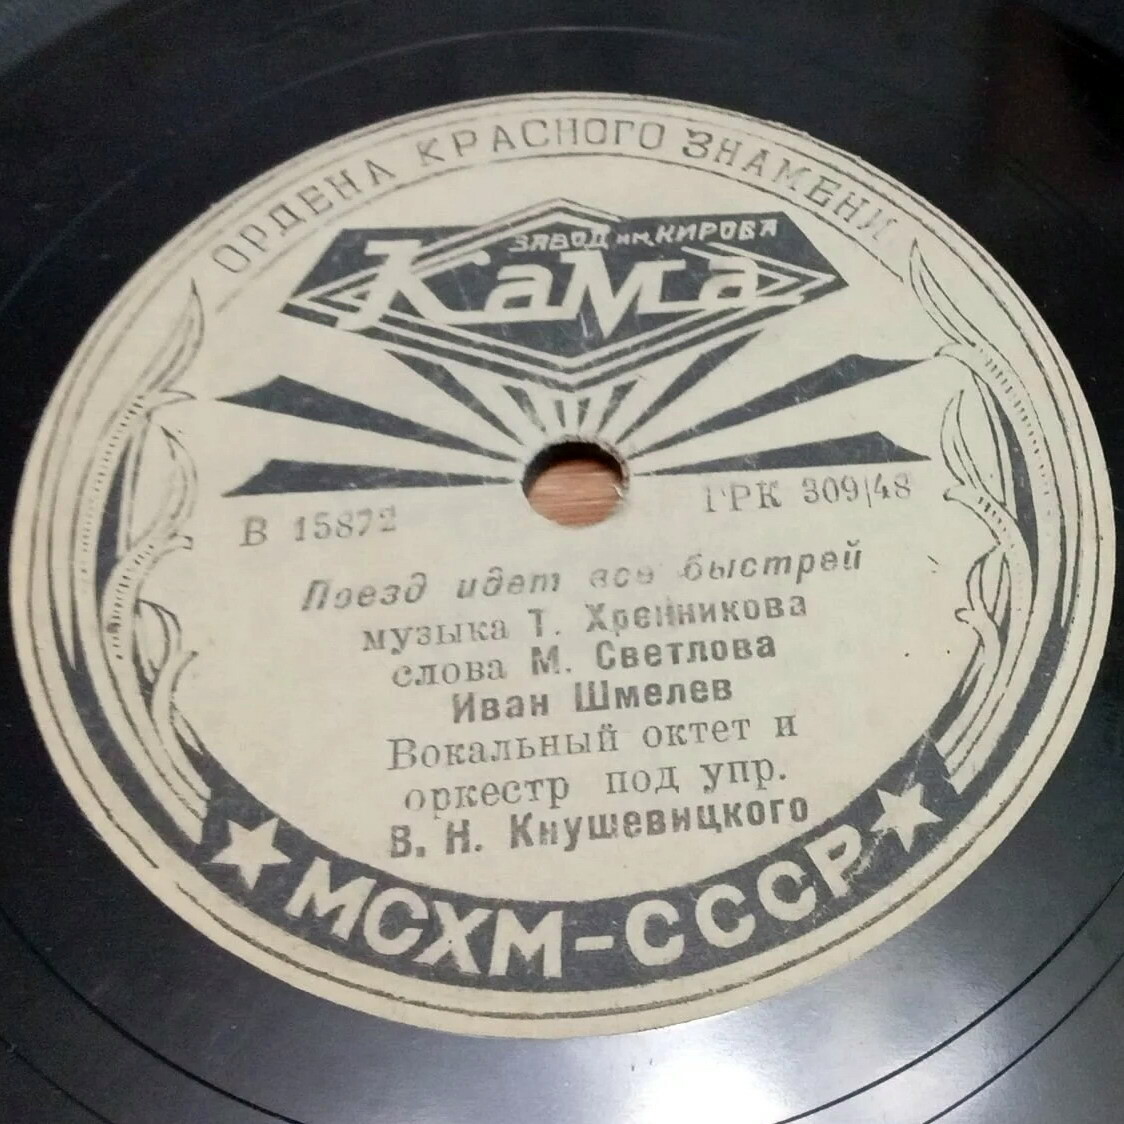 ОРДЕНА КРАСНОГО ЗНАМЕНИ
ЗАВОД им. КИРОВА
КаМа
В 15872
ГРК 309/48
Поезд идет все быстрей
музыка Т. Хренникова
слова М. Светлова
Иван Шмелев
Вокальный октет и
оркестр под упр.
В. Н. Кнушевицкого
МСХМ-СССР